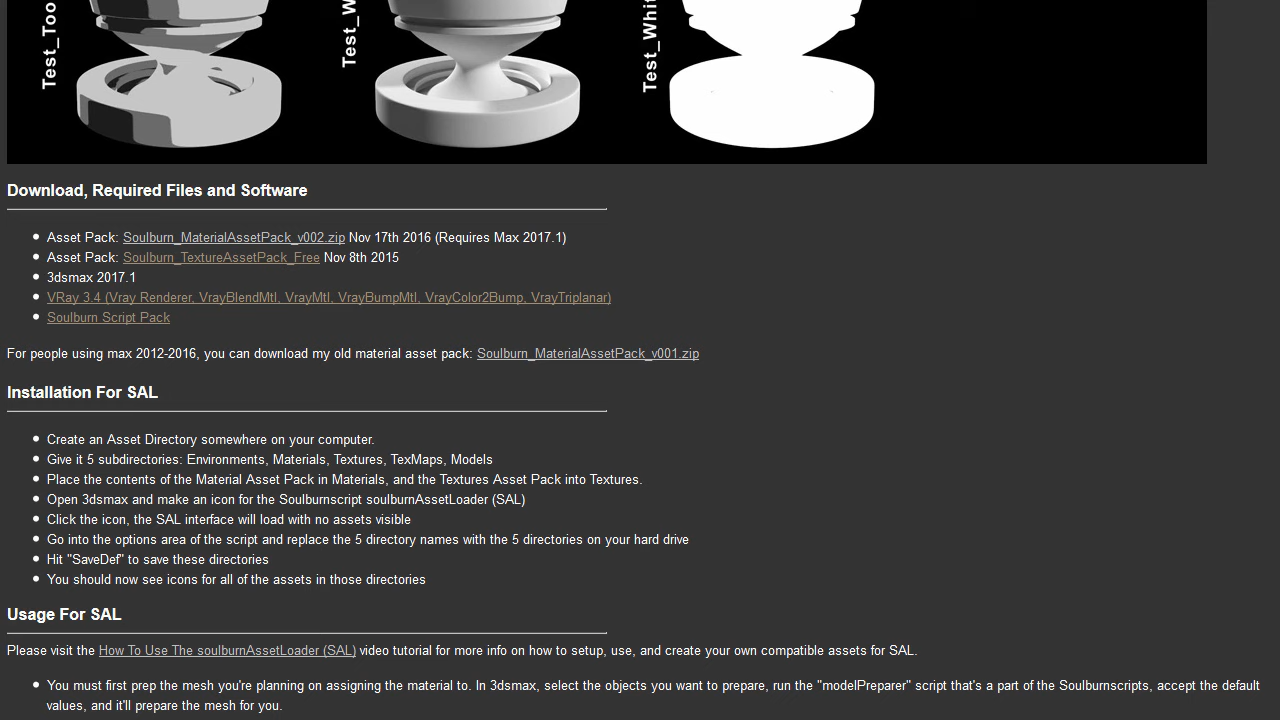 Test_Too
Test_W
Test_Whit
Download, Required Files and Software
Asset Pack: Soulburn_MaterialAssetPack_v002.zip Nov 17th 2016 (Requires Max 2017.1)
Asset Pack: Soulburn_TextureAssetPack_Free Nov 8th 2015
3dsmax 2017.1
VRay 3.4 (Vray Renderer, VrayBlendMtl, VrayMtl, VrayBumpMtl, VrayColor2Bump, VrayTriplanar)
Soulburn Script Pack
For people using max 2012-2016, you can download my old material asset pack: Soulburn_MaterialAssetPack_v001.zip
Installation For SAL
Create an Asset Directory somewhere on your computer.
Give it 5 subdirectories: Environments, Materials, Textures, TexMaps, Models
Place the contents of the Material Asset Pack in Materials, and the Textures Asset Pack into Textures.
Open 3dsmax and make an icon for the Soulburnscript soulburnAssetLoader (SAL)
Click the icon, the SAL interface will load with no assets visible
Go into the options area of the script and replace the 5 directory names with the 5 directories on your hard drive
Hit "SaveDef" to save these directories
You should now see icons for all of the assets in those directories
Usage For SAL
Please visit the How To Use The soulburnAssetLoader (SAL) video tutorial for more info on how to setup, use, and create your own compatible assets for SAL.
You must first prep the mesh you're planning on assigning the material to. In 3dsmax, select the objects you want to prepare, run the "modelPreparer" script that's a part of the Soulburnscripts, accept the default
values, and it'll prepare the mesh for you.